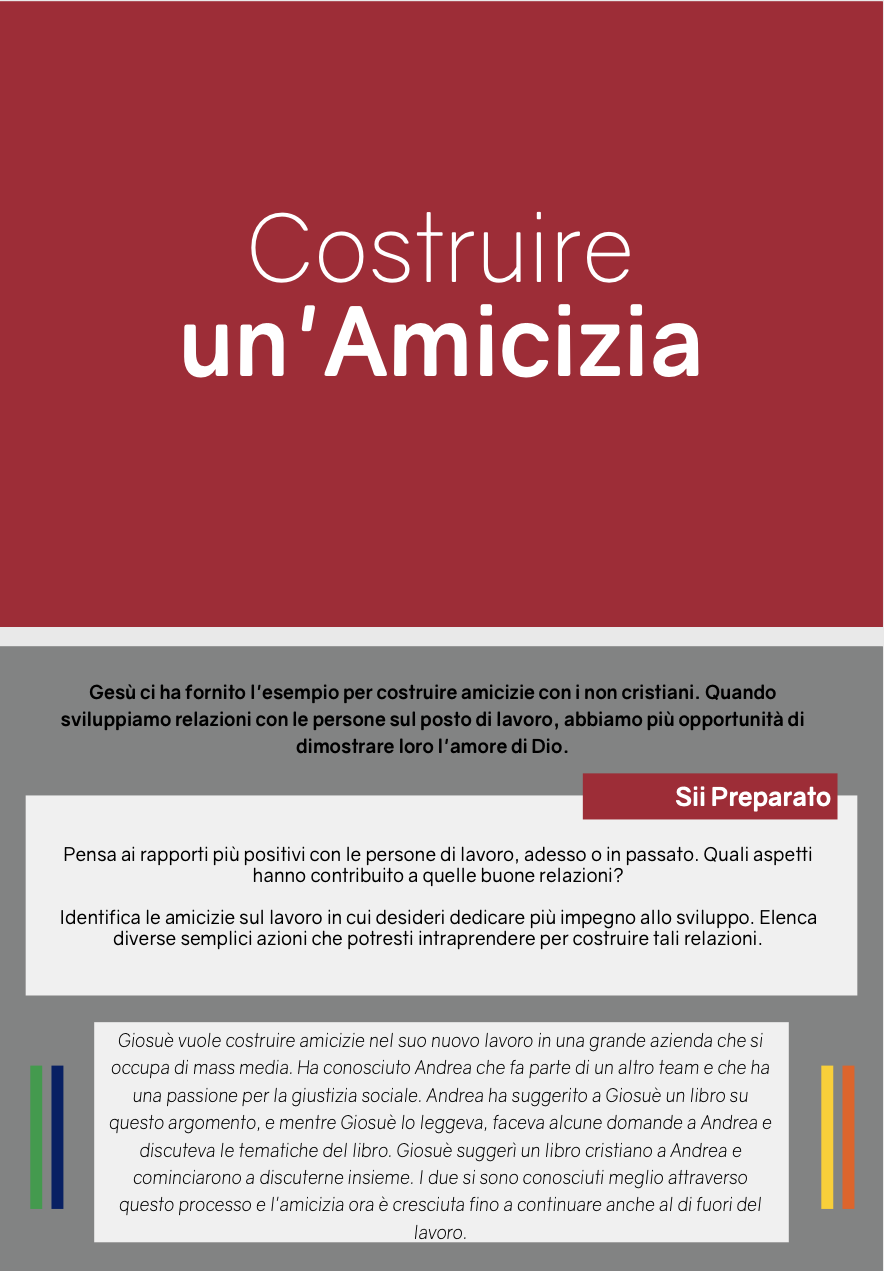 Costruire
un'Amicizia
Gesù ci ha fornito l'esempio per costruire amicizie con i non cristiani. Quando
sviluppiamo relazioni con le persone sul posto di lavoro, abbiamo più opportunità di
dimostrare loro l'amore di Dio.
Sii Preparato
Pensa ai rapporti più positivi con le persone di lavoro, adesso o in passato. Quali aspetti
hanno contribuito a quelle buone relazioni?
Identifica le amicizie sul lavoro in cui desideri dedicare più impegno allo sviluppo. Elenca
diverse semplici azioni che potresti intraprendere per costruire tali relazioni.
Giosuè vuole costruire amicizie nel suo nuovo lavoro in una grande azienda che si
occupa di mass media. Ha conosciuto Andrea che fa parte di un altro team e che ha
una passione per la giustizia sociale. Andrea ha suggerito a Giosuè un libro su
questo argomento, e mentre Giosuè lo leggeva, faceva alcune domande a Andrea e
discuteva le tematiche del libro. Giosuè suggerì un libro cristiano a Andrea e
cominciarono a discuterne insieme. I due si sono conosciuti meglio attraverso
questo processo e l'amicizia ora è cresciuta fino a continuare anche al di fuori del
lavoro.